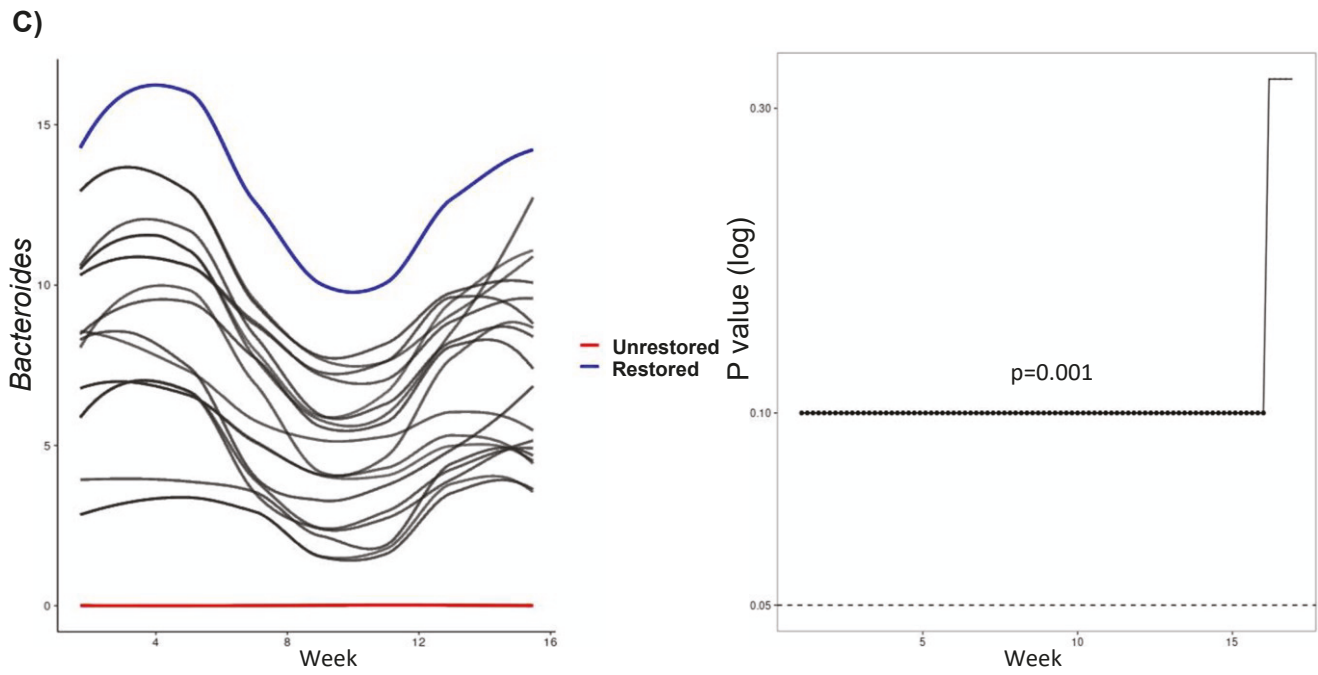 C)
Bacteroides
15
10
5
0
4
8
12
16
Week
Unrestored
Restored
P value (log)
0.30
0.10
0.05
p=0.001
5
10
15
Week